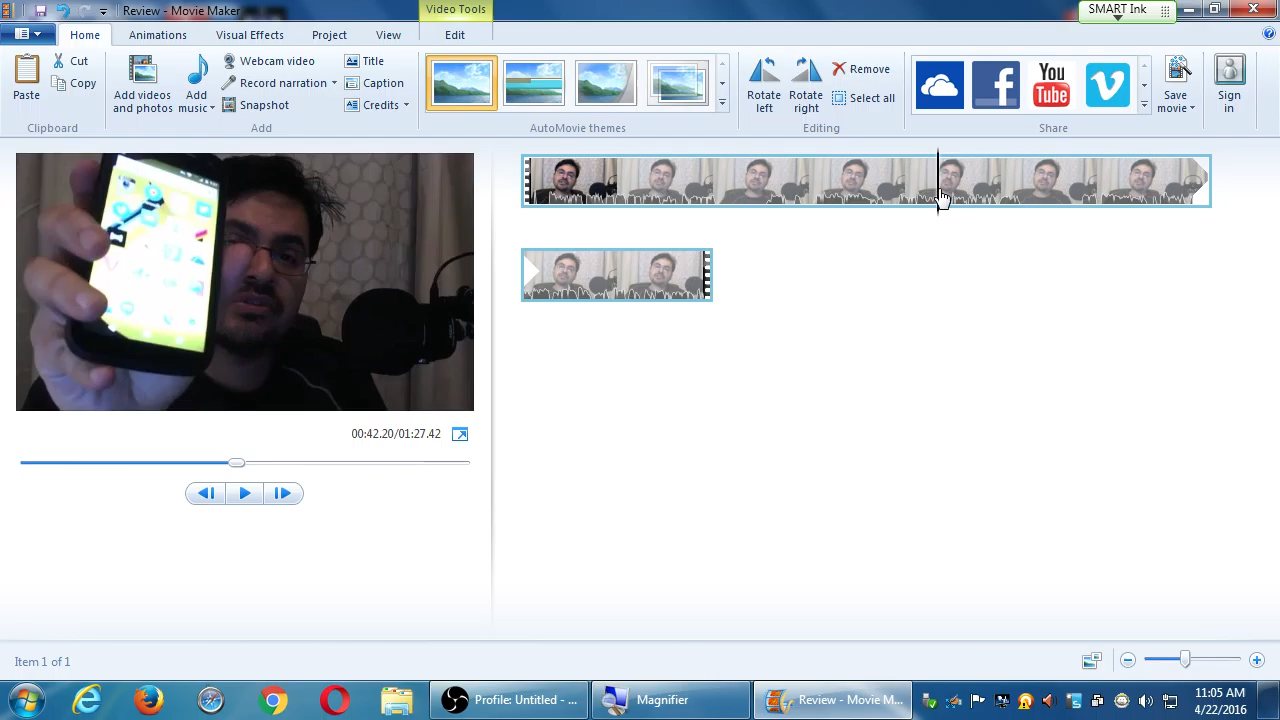 Review - Movie Maker
Video Tools
SMART Ink
Home
Animations
Visual Effects
Project
View
Edit
Paste
Cut
Copy
Clipboard
Add videos
and photos
Add
music
Webcam video
Record narration
Snapshot
Title
Caption
Credits
Add
AutoMovie themes
Rotate
left
Rotate
right
Remove
Select all
Editing
You
Tube
Share
Save
movie
Sign
in
00:42.20/01:27.42
Item 1 of 1
Profile: Untitled - ...
Magnifier
Review - Movie M...
11:05 AM
4/22/2016